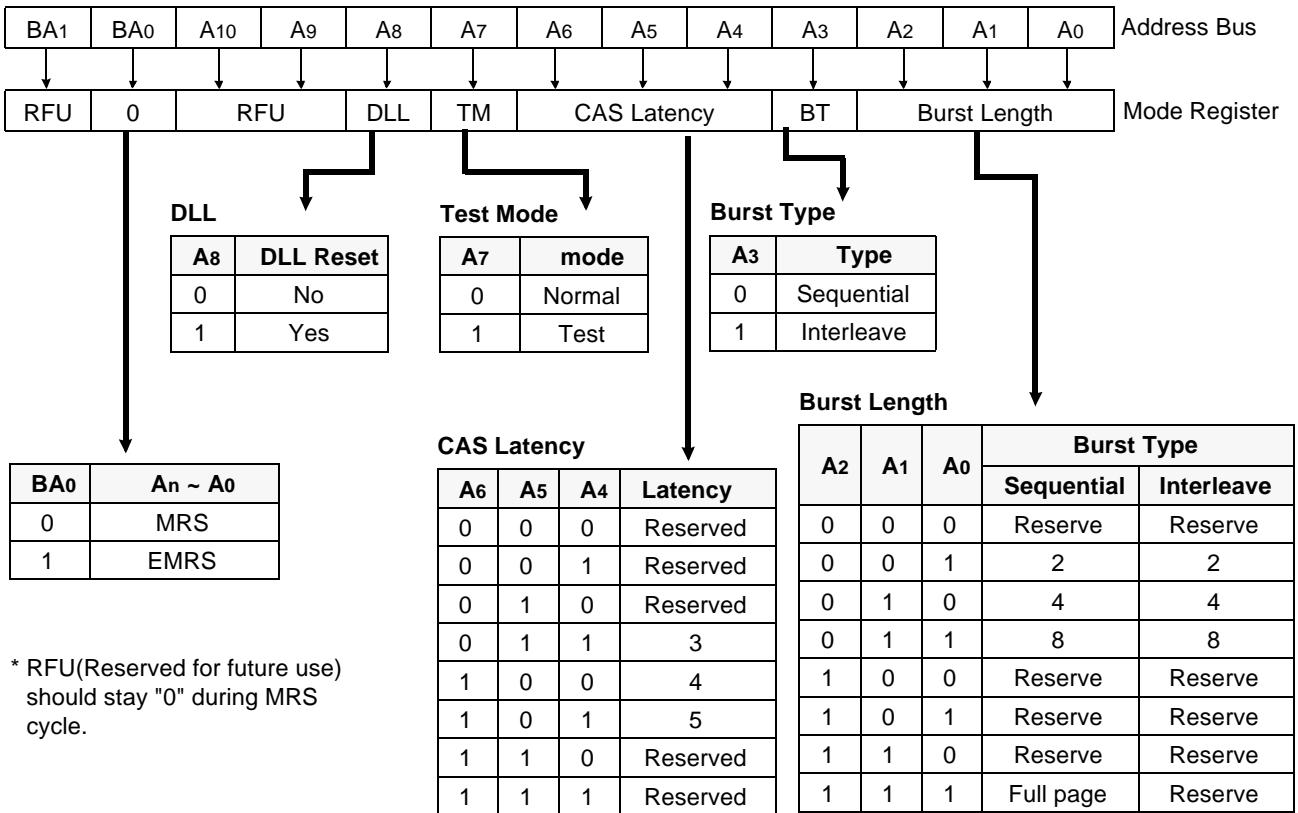 BA1 BA0 A10 A9 A8 A7 A6 A5 A4 A3 A2 A1 A0 Address Bus
RFU 0 RFU DLL TM CAS Latency BT Burst Length Mode Register
DLL
A8 DLL Reset
0 No
1 Yes
Test Mode
A7 mode
0 Normal
1 Test
Burst Type
A3 Type
0 Sequential
1 Interleave
BA0 An ~ A0
0 MRS
1 EMRS
* RFU(Reserved for future use)
should stay "0" during MRS
cycle.
CAS Latency
A6 A5 A4 Latency
0 0 0 Reserved
0 0 1 Reserved
0 1 0 Reserved
0 1 1 3
1 0 0 4
1 0 1 5
1 1 0 Reserved
1 1 1 Reserved
Burst Length
A2 A1 A0 Burst Type
Sequential Interleave
0 0 0 Reserve Reserve
0 0 1 2 2
0 1 0 4 4
0 1 1 8 8
1 0 0 Reserve Reserve
1 0 1 Reserve Reserve
1 1 0 Reserve Reserve
1 1 1 Full page Reserve